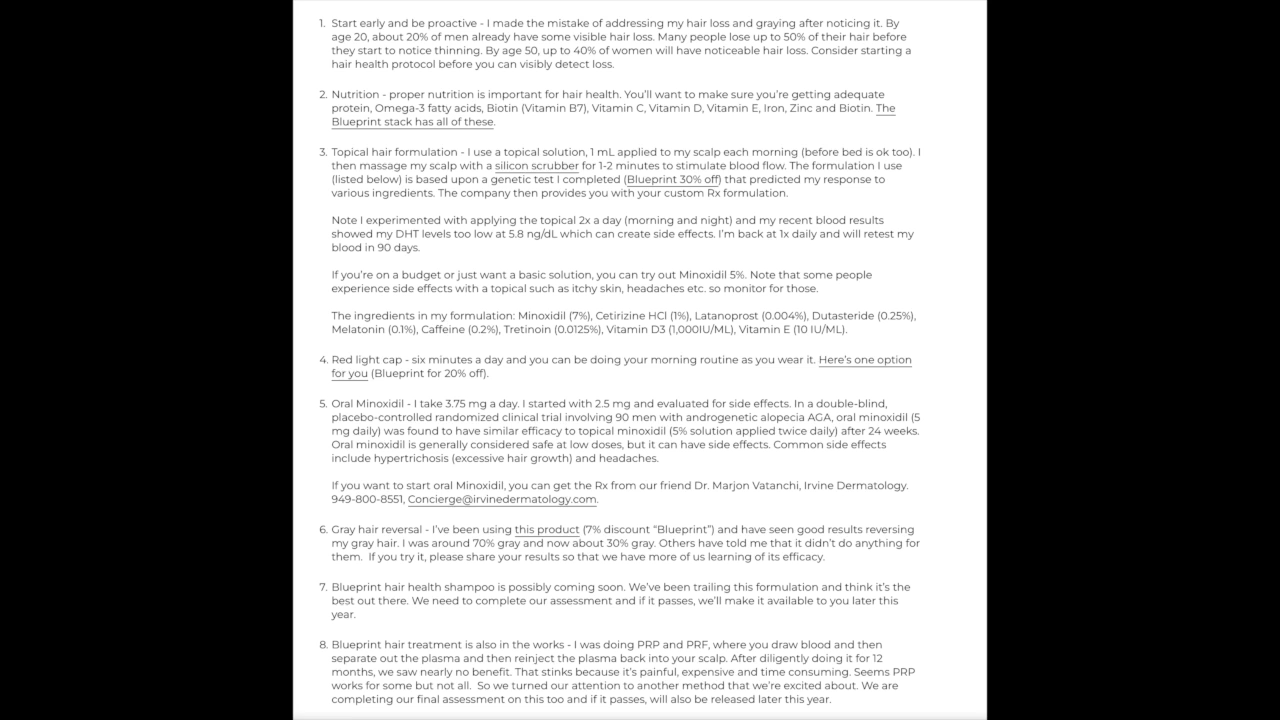 1. Start early and be proactive - I made the mistake of addressing my hair loss and graying after noticing it. By
age 20, about 20% of men already have some visible hair loss. Many people lose up to 50% of their hair before
they start to notice thinning. By age 50, up to 40% of women will have noticeable hair loss. Consider starting a
hair health protocol before you can visibly detect loss.
2. Nutrition - proper nutrition is important for hair health. You'll want to make sure you're getting adequate
protein, Omega-3 fatty acids, Biotin (Vitamin B7), Vitamin C, Vitamin D, Vitamin E, Iron, Zinc and Biotin. The
Blueprint stack has all of these.
3. Topical hair formulation - I use a topical solution, 1 mL applied to my scalp each morning (before bed is ok too). I
then massage my scalp with a silicon scrubber for 1-2 minutes to stimulate blood flow. The formulation I use
(listed below) is based upon a genetic test I completed (Blueprint 30% off) that predicted my response to
various ingredients. The company then provides you with your custom Rx formulation.
Note I experimented with applying the topical 2x a day (morning and night) and my recent blood results
showed my DHT levels too low at 5.8 ng/dL which can create side effects. I'm back at 1x daily and will retest my
blood in 90 days.
If you're on a budget or just want a basic solution, you can try out Minoxidil 5%. Note that some people
experience side effects with a topical such as itchy skin, headaches etc. so monitor for those.
The ingredients in my formulation: Minoxidil (7%), Cetirizine HCl (1%), Latanoprost (0.004%), Dutasteride (0.25%),
Melatonin (0.1%), Caffeine (0.2%), Tretinoin (0.0125%), Vitamin D3 (1,000IU/ML), Vitamin E (10 IU/ML).
4. Red light cap - six minutes a day and you can be doing your morning routine as you wear it. Here's one option
for you (Blueprint for 20% off).
5. Oral Minoxidil - I take 3.75 mg a day. I started with 2.5 mg and evaluated for side effects. In a double-blind,
placebo-controlled randomized clinical trial involving 90 men with androgenetic alopecia AGA, oral minoxidil (5
mg daily) was found to have similar efficacy to topical minoxidil (5% solution applied twice daily) after 24 weeks.
Oral minoxidil is generally considered safe at low doses, but it can have side effects. Common side effects
include hypertrichosis (excessive hair growth) and headaches.
If you want to start oral Minoxidil, you can get the Rx from our friend Dr. Marjon Vatanchi, Irvine Dermatology.
949-800-8551, Concierge@irvinedermatology.com.
6. Gray hair reversal - I've been using this product (7% discount "Blueprint") and have seen good results reversing
my gray hair. I was around 70% gray and now about 30% gray. Others have told me that it didn't do anything for
them. If you try it, please share your results so that we have more of us learning of its efficacy.
7. Blueprint hair health shampoo is possibly coming soon. We've been trailing this formulation and think it's the
best out there. We need to complete our assessment and if it passes, we'll make it available to you later this
year.
8. Blueprint hair treatment is also in the works - I was doing PRP and PRF, where you draw blood and then
separate out the plasma and then reinject the plasma back into your scalp. After diligently doing it for 12
months, we saw nearly no benefit. That stinks because it's painful, expensive and time consuming. Seems PRP
works for some but not all. So we turned our attention to another method that we're excited about. We are
completing our final assessment on this too and if it passes, will also be released later this year.